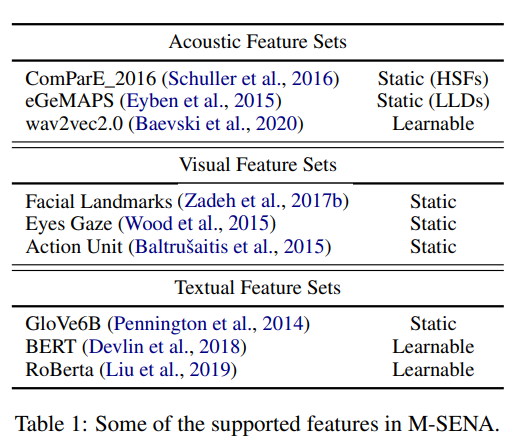 Acoustic Feature Sets
ComParE_2016 (Schuller et al., 2016) Static (HSFs)
eGeMAPS (Eyben et al., 2015) Static (LLDs)
wav2vec2.0 (Baevski et al., 2020) Learnable
Visual Feature Sets
Facial Landmarks (Zadeh et al., 2017b) Static
Eyes Gaze (Wood et al., 2015) Static
Action Unit (Baltrušaitis et al., 2015) Static
Textual Feature Sets
GloVe6B (Pennington et al., 2014) Static
BERT (Devlin et al., 2018) Learnable
RoBerta (Liu et al., 2019) Learnable
Table 1: Some of the supported features in M-SENA.